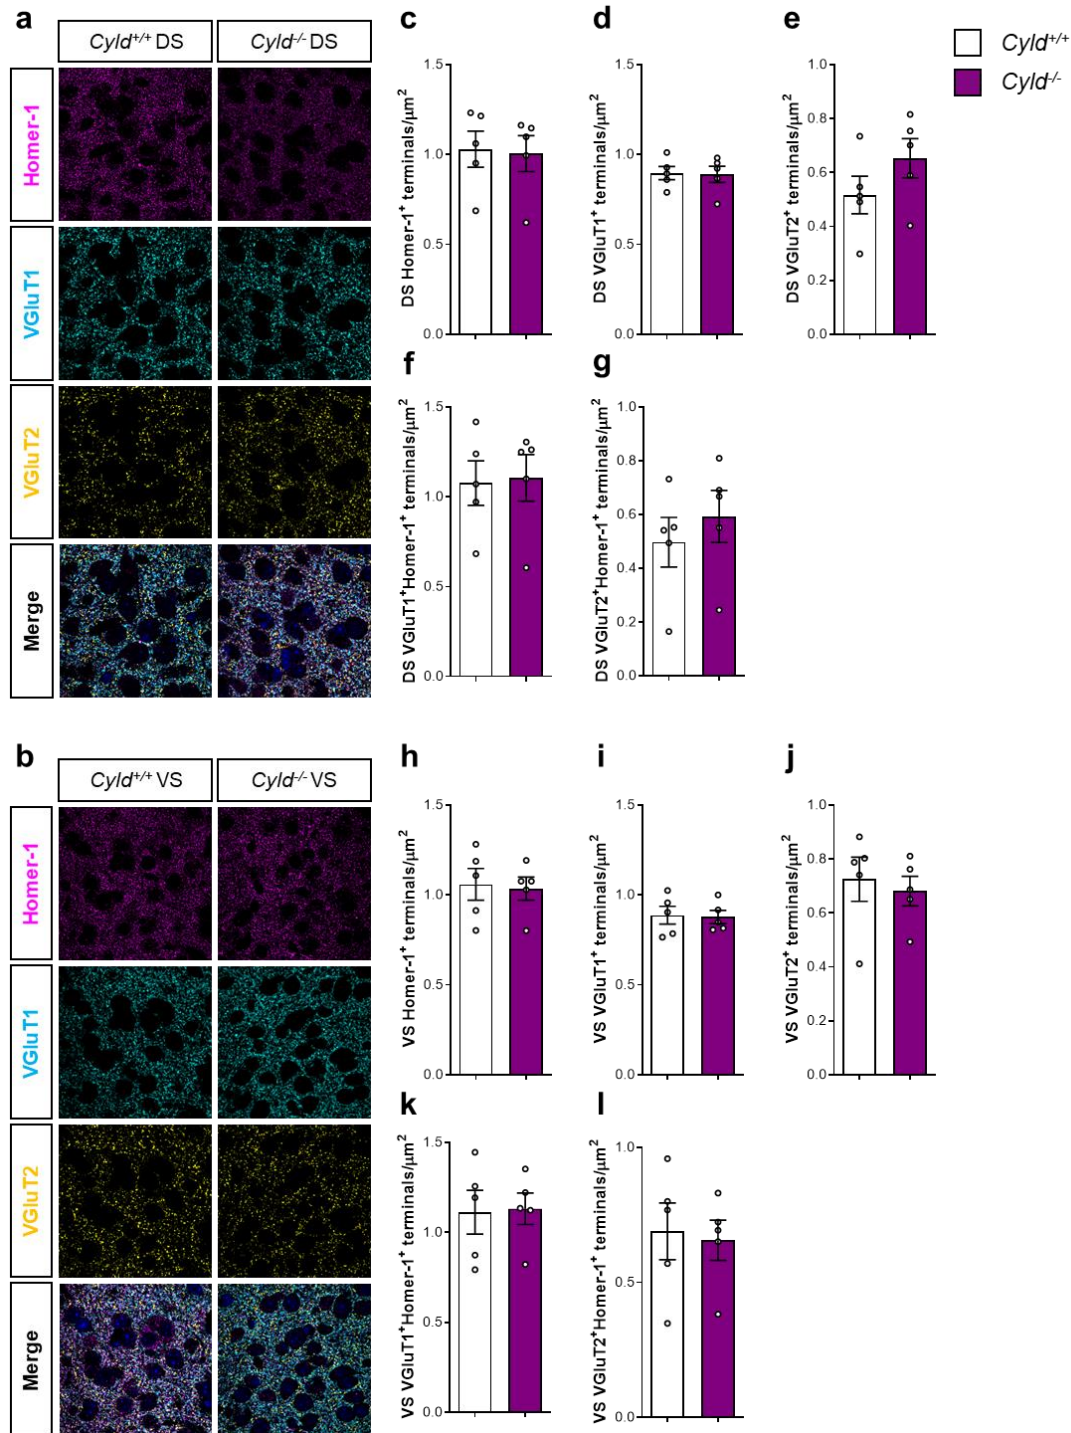 a
Cyld+/+ DS
Cyld-/- DS
Homer-1
VGluT1
VGluT2
Merge
c
DS Homer-1+ terminals/μm2
1.5
1.0
0.5
0.0
d
DS VGluT1+ terminals/μm2
1.5
1.0
0.5
0.0
e
DS VGluT2+ terminals/μm2
1.0
0.8
0.6
0.4
0.2
0.0
Cyld+/+
Cyld-/-
f
DS VGluT1+Homer-1+ terminals/μm2
1.5
1.0
0.5
0.0
g
DS VGluT2+Homer-1+ terminals/μm2
1.0
0.8
0.6
0.4
0.2
0.0
b
Cyld+/+ VS
Cyld-/- VS
Homer-1
VGluT1
VGluT2
Merge
h
VS Homer-1+ terminals/μm2
1.5
1.0
0.5
0.0
i
VS VGluT1+ terminals/μm2
1.5
1.0
0.5
0.0
j
VS VGluT2+ terminals/μm2
1.0
0.8
0.6
0.4
0.2
0.0
k
VS VGluT1+Homer-1+ terminals/μm2
1.5
1.0
0.5
0.0
l
VS VGluT2+Homer-1+ terminals/μm2
1.0
0.5
0.0